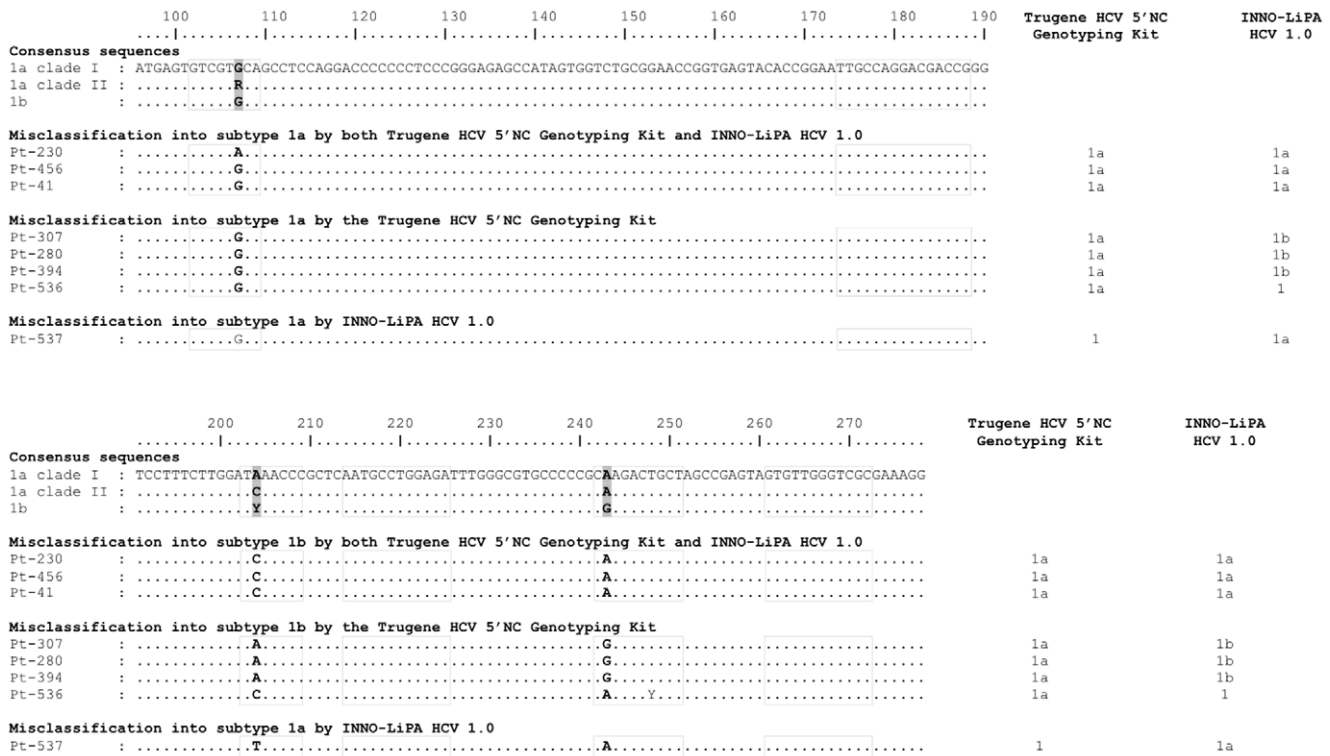 100 110 120 130 140 150 160 170 180 190 Trugene HCV 5'NC INNO-LiPA
Genotyping Kit HCV 1.0
Consensus sequences
1a clade I : ATGAGTGTCGTGCAGCCTCCAGGACCCCCCCTCCCGGGAGAGCCATAGTGGTCTGCGGAACCGGTGAGTACACCGGAATTGCCAGGACGACCGGG
1a clade II : ...........R...................................................................................
1b : ...........G...................................................................................
Misclassification into subtype 1a by both Trugene HCV 5'NC Genotyping Kit and INNO-LiPA HCV 1.0
Pt-230 : ...........A................................................................................... 1a 1a
Pt-456 : ...........G................................................................................... 1a 1a
Pt-41 : ...........G................................................................................... 1a 1a
Misclassification into subtype 1a by the Trugene HCV 5'NC Genotyping Kit
Pt-307 : ...........G................................................................................... 1a 1b
Pt-280 : ...........G................................................................................... 1a 1b
Pt-394 : ...........G................................................................................... 1a 1b
Pt-536 : ...........G................................................................................... 1a 1
Misclassification into subtype 1a by INNO-LiPA HCV 1.0
Pt-537 : ...........G................................................................................... 1 1a
200 210 220 230 240 250 260 270 Trugene HCV 5'NC INNO-LiPA
Genotyping Kit HCV 1.0
Consensus sequences
1a clade I : TCCTTTCTTGGATAAACCCGCTCAATGCCTGGAGATTTGGGCGTGCCCCCGCAAGACTGCTAGCCGAGTAGTGTTGGGTCGCGAAAGG
1a clade II : .............C......................................A...................................
1b : .............Y......................................G...................................
Misclassification into subtype 1b by both Trugene HCV 5'NC Genotyping Kit and INNO-LiPA HCV 1.0
Pt-230 : .............C......................................A................................... 1a 1a
Pt-456 : .............C......................................A................................... 1a 1a
Pt-41 : .............C......................................A................................... 1a 1a
Misclassification into subtype 1b by the Trugene HCV 5'NC Genotyping Kit
Pt-307 : .............A......................................G................................... 1a 1b
Pt-280 : .............A......................................G................................... 1a 1b
Pt-394 : .............A......................................G................................... 1a 1b
Pt-536 : .............C......................................A....Y.............................. 1a 1
Misclassification into subtype 1a by INNO-LiPA HCV 1.0
Pt-537 : .............T......................................A................................... 1 1a